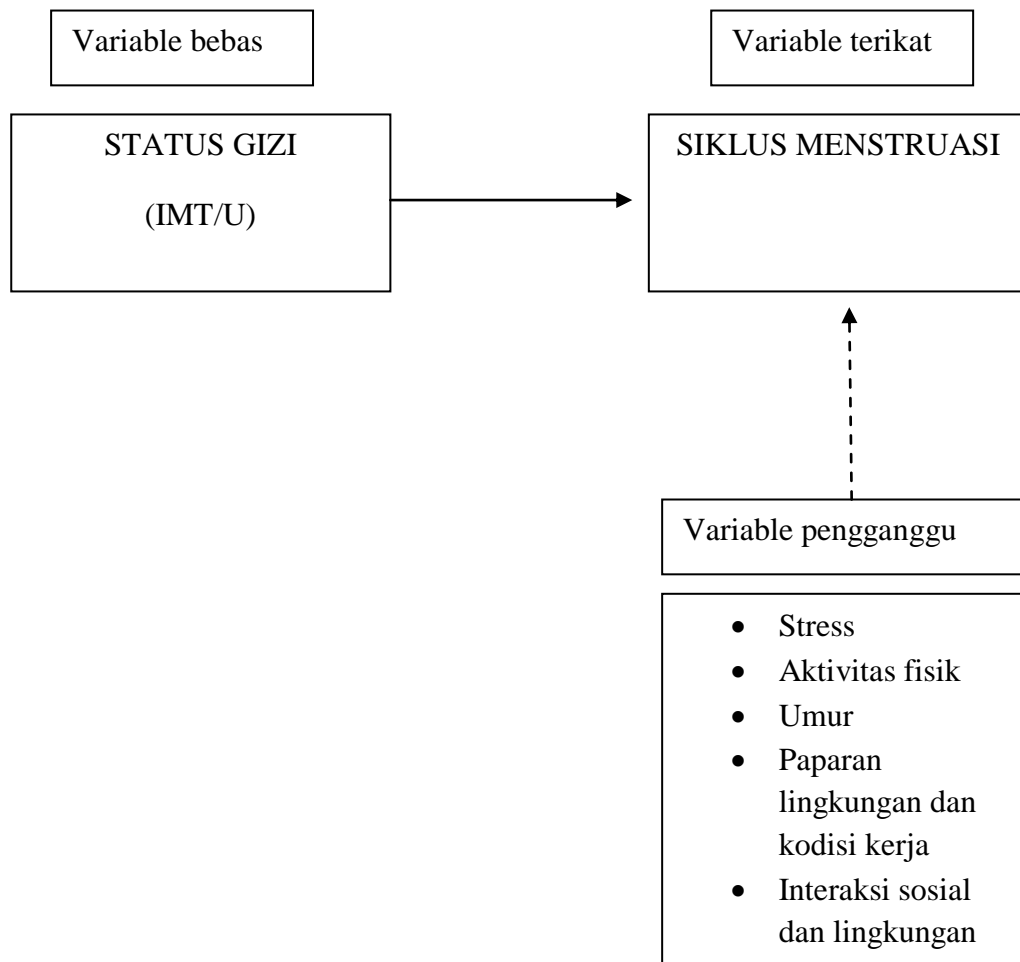 Variable bebas
Variable terikat
STATUS GIZI
(IMT/U)
SIKLUS MENSTRUASI
Variable pengganggu
• Stress
• Aktivitas fisik
• Umur
• Paparan
lingkungan dan
kodisi kerja
• Interaksi sosial
dan lingkungan